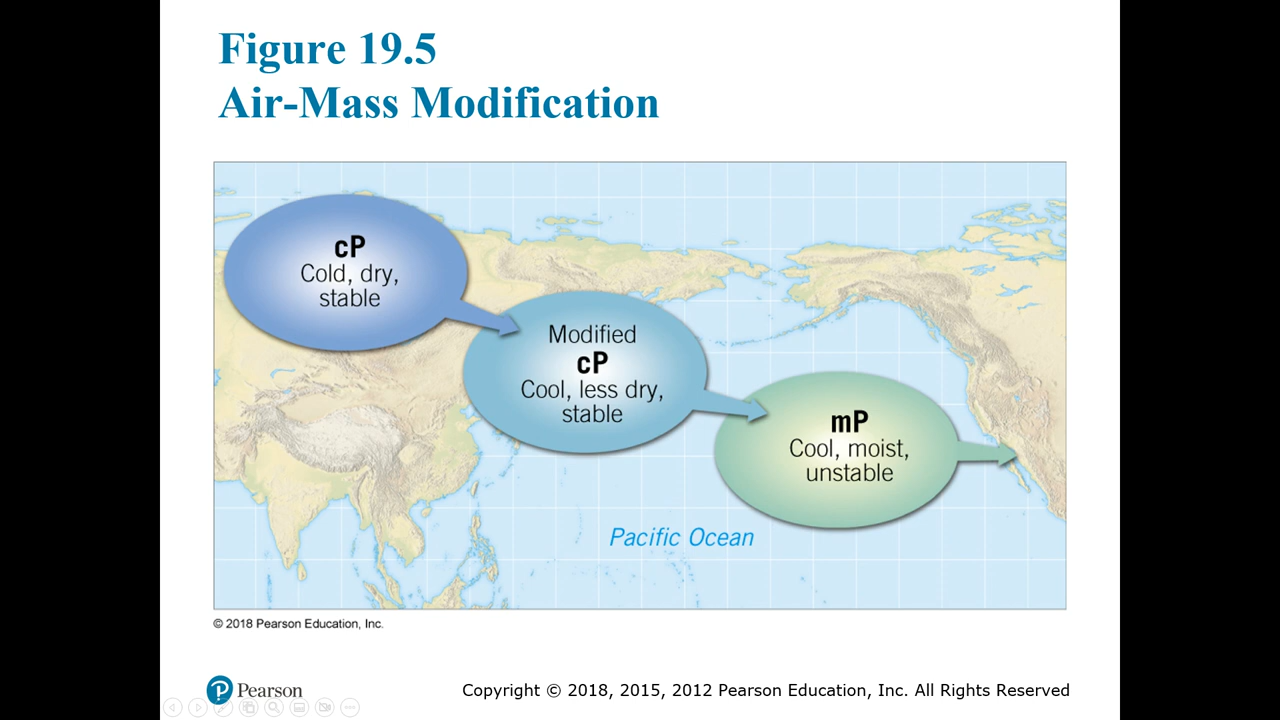 Figure 19.5
Air-Mass Modification
cP
Cold, dry,
stable
Modified
cP
Cool, less dry,
stable
mP
Cool, moist,
unstable
Pacific Ocean
© 2018 Pearson Education, Inc.
P Pearson
Copyright © 2018, 2015, 2012 Pearson Education, Inc. All Rights Reserved